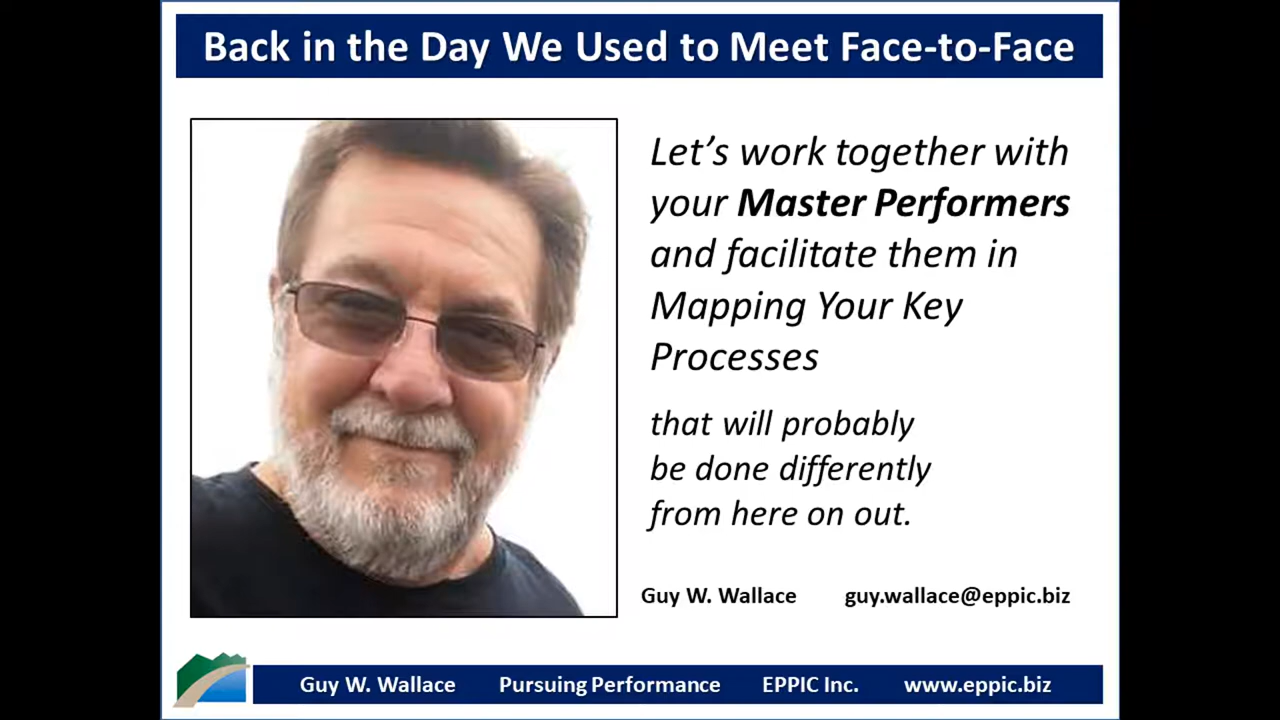 Back in the Day We Used to Meet Face-to-Face
Let’s work together with
your Master Performers
and facilitate them in
Mapping Your Key
Processes
that will probably
be done differently
from here on out.
Guy W. Wallace guy.wallace@eppic.biz
Guy W. Wallace Pursuing Performance EPPIC Inc. www.eppic.biz